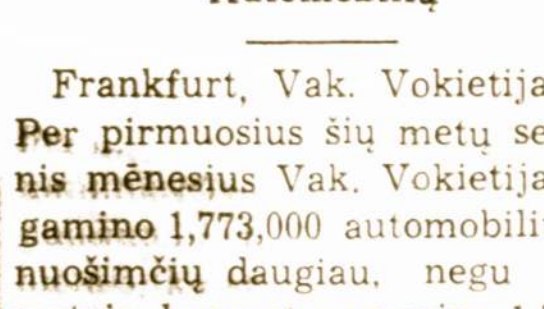 Frankfurt, Vak. Vokietija
Per pirmuosius šių metų se
nis mėnesius Vak. Vokietija
gamino 1,773,000 automobili
nuošimčių daugiau, negu